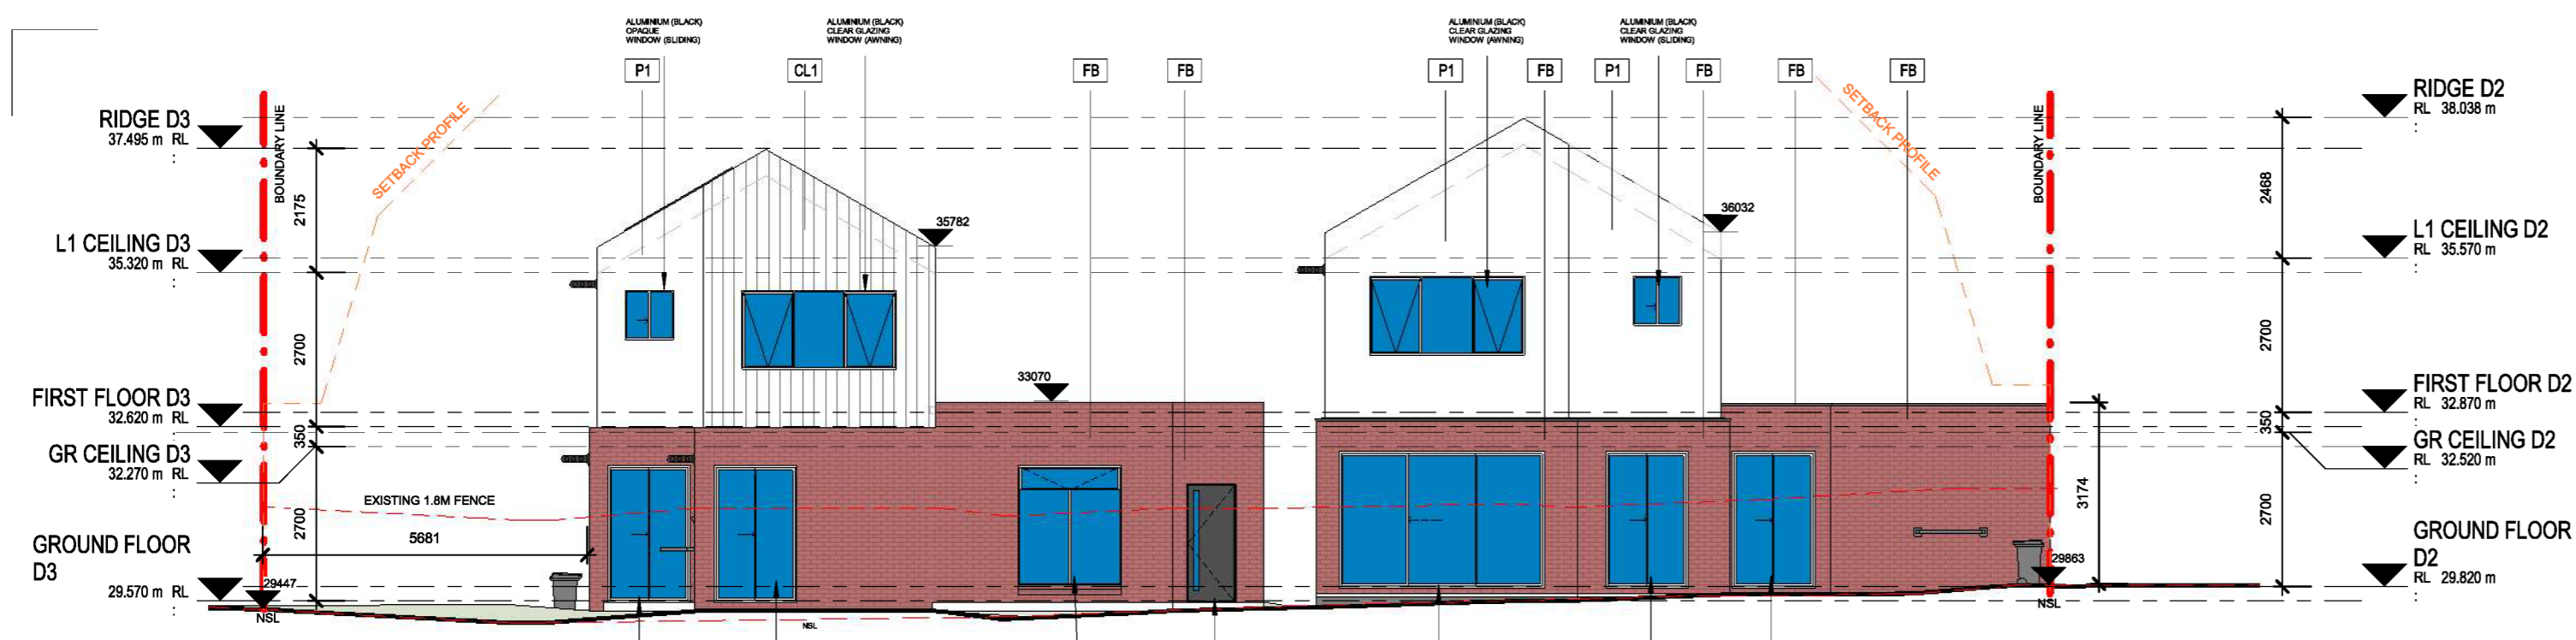 ALUMINIUM (BLACK)
OPAQUE
WINDOW (SLIDING)
ALUMINIUM (BLACK)
CLEAR GLAZING
WINDOW (AWNING)
ALUMINIUM (BLACK)
CLEAR GLAZING
WINDOW (AWNING)
ALUMINIUM (BLACK)
CLEAR GLAZING
WINDOW (SLIDING)
P1
CL1
FB
FB
P1
FB
P1
FB
FB
FB
RIDGE D3
37.495 m RL
:
L1 CEILING D3
35.320 m RL
:
FIRST FLOOR D3
32.620 m RL
:
GR CEILING D3
32.270 m RL
:
GROUND FLOOR
D3
29.570 m RL
:
BOUNDARY LINE
SETBACK PROFILE
2175
2700
350
2700
EXISTING 1.8M FENCE
5681
29447
NSL
NSL
35782
33070
36032
SETBACK PROFILE
BOUNDARY LINE
3174
29863
NSL
2468
2700
350
2700
RIDGE D2
RL 38.038 m
:
L1 CEILING D2
RL 35.570 m
:
FIRST FLOOR D2
RL 32.870 m
:
GR CEILING D2
RL 32.520 m
:
GROUND FLOOR
D2
RL 29.820 m
: